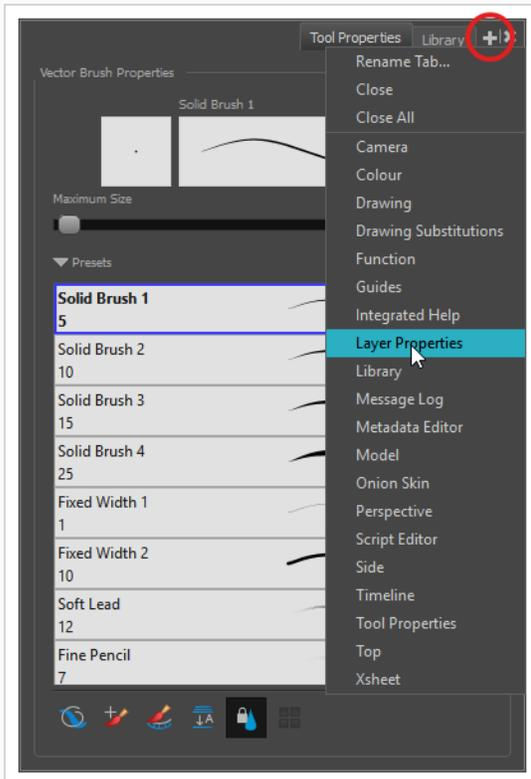 Tool Properties
Library
Rename Tab...
Close
Close All
Camera
Colour
Drawing
Drawing Substitutions
Function
Guides
Integrated Help
Layer Properties
Library
Message Log
Metadata Editor
Model
Onion Skin
Perspective
Script Editor
Side
Timeline
Tool Properties
Top
Xsheet
Vector Brush Properties
Solid Brush 1
Maximum Size
Presets
Solid Brush 1
5
Solid Brush 2
10
Solid Brush 3
15
Solid Brush 4
25
Fixed Width 1
1
Fixed Width 2
10
Soft Lead
12
Fine Pencil
7
A